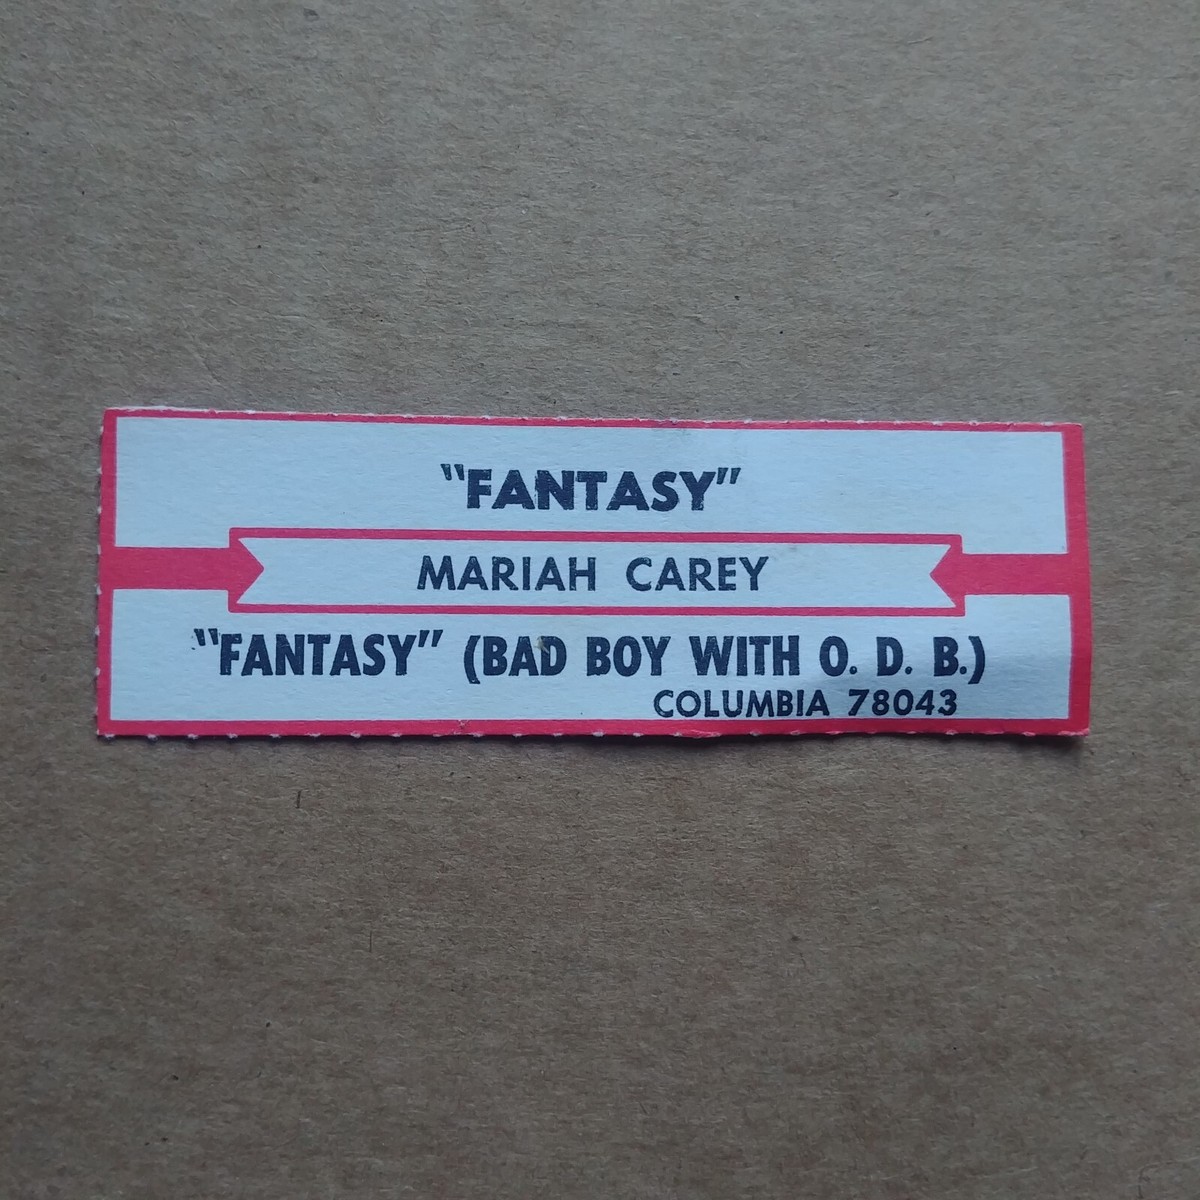 "FANTASY"
MARIAH CAREY
"FANTASY" (BAD BOY WITH O. D. B.)
COLUMBIA 78043